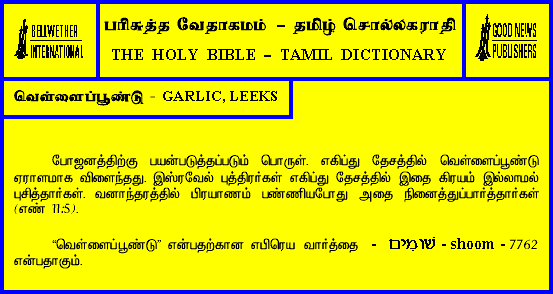 BELLWETHER
INTERNATIONAL
பரிசுத்த வேதாகமம் – தமிழ் சொல்லகராதி
THE HOLY BIBLE – TAMIL DICTIONARY
GOOD NEWS
PUBLISHERS
வெள்ளைப்பூண்டு - GARLIC, LEEKS
போஜனத்திற்கு பயன்படுத்தப்படும் பொருள். எகிப்து தேசத்தில் வெள்ளைப்பூண்டு
ஏராளமாக விளைந்தது. இஸ்ரவேல் புத்திரர்கள் எகிப்து தேசத்தில் இதை கிரயம் இல்லாமல்
புசித்தார்கள். வனாந்தரத்தில் பிரயாணம் பண்ணியபோது அதை நினைத்துப்பார்த்தார்கள்
(எண் 11:5).
“வெள்ளைப்பூண்டு” என்பதற்கான எபிரெய வார்த்தை - שׁוּמִים - shoom - 7762
என்பதாகும்.